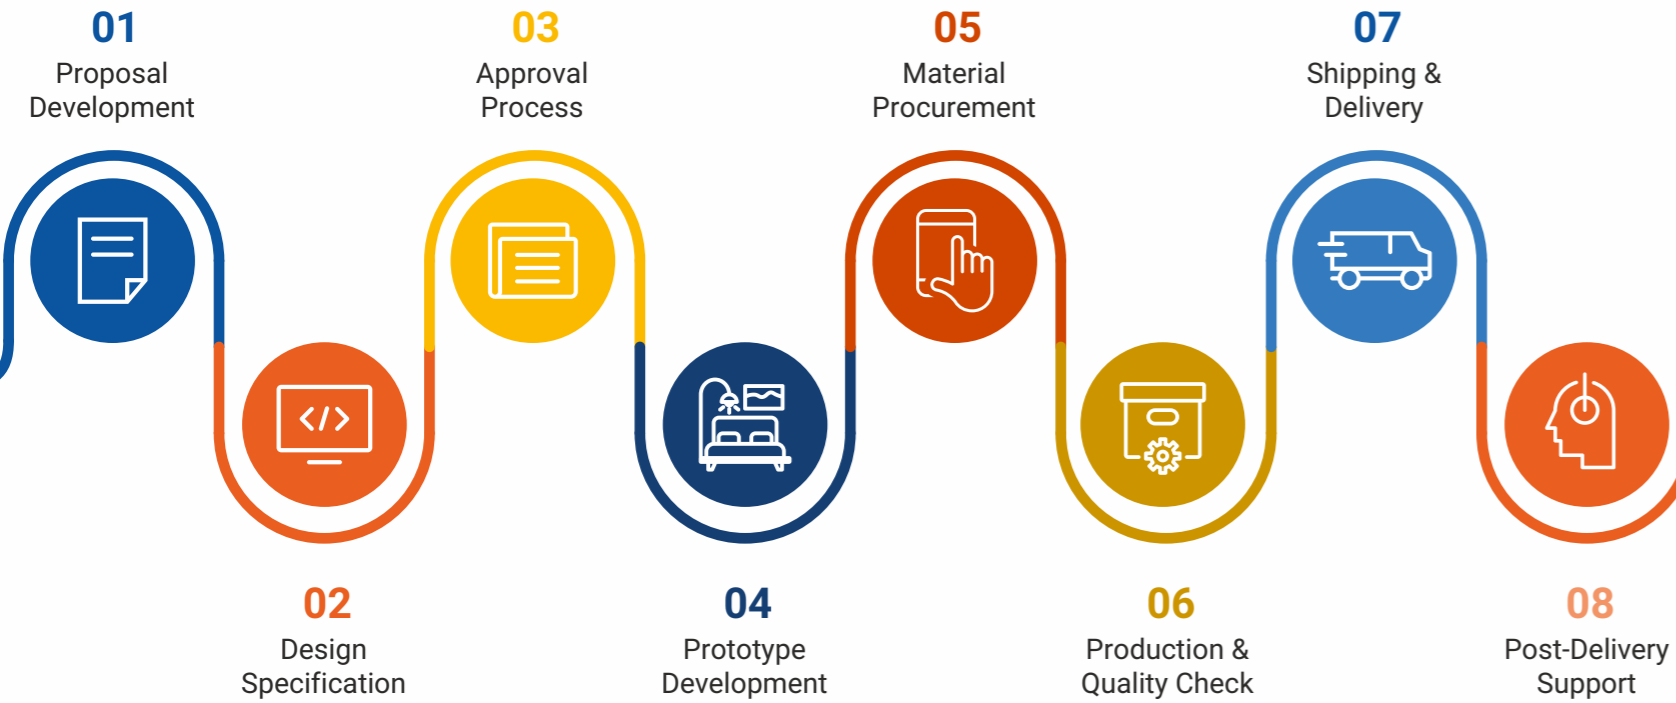 01
Proposal
Development
02
Design
Specification
03
Approval
Process
04
Prototype
Development
05
Material
Procurement
06
Production &
Quality Check
07
Shipping &
Delivery
08
Post-Delivery
Support